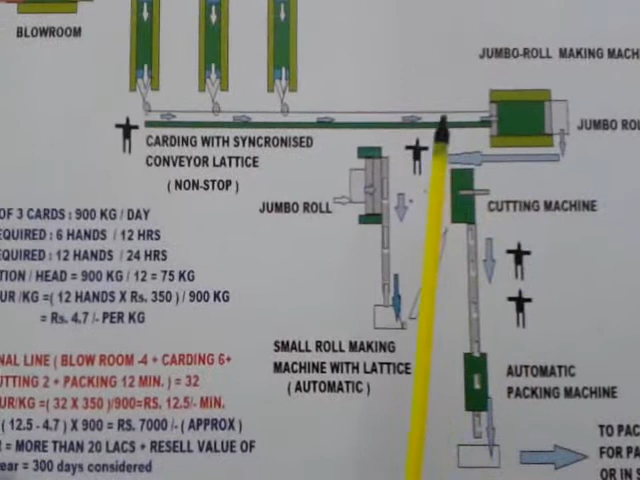 BLOWROOM
JUMBO-ROLL MAKING MACH
JUMBO ROL
CARDING WITH SYNCRONISED
CONVEYOR LATTICE
( NON-STOP )
JUMBO ROLL
CUTTING MACHINE
OF 3 CARDS : 900 KG / DAY
EQUIRED : 6 HANDS / 12 HRS
EQUIRED : 12 HANDS / 24 HRS
TION / HEAD = 900 KG / 12 = 75 KG
UR /KG =( 12 HANDS X Rs. 350 ) / 900 KG
= Rs. 4.7 /- PER KG
SMALL ROLL MAKING
MACHINE WITH LATTICE
( AUTOMATIC )
AUTOMATIC
PACKING MACHINE
NAL LINE ( BLOW ROOM -4 + CARDING 6+
UTTING 2 + PACKING 12 MIN. ) = 32
UR/KG =( 32 X 350 )/900=RS. 12.5/- MIN.
( 12.5 - 4.7 ) X 900 = RS. 7000 /- ( APPROX )
R = MORE THAN 20 LACS + RESELL VALUE OF
ear = 300 days considered
TO PAC
FOR PA
OR IN S